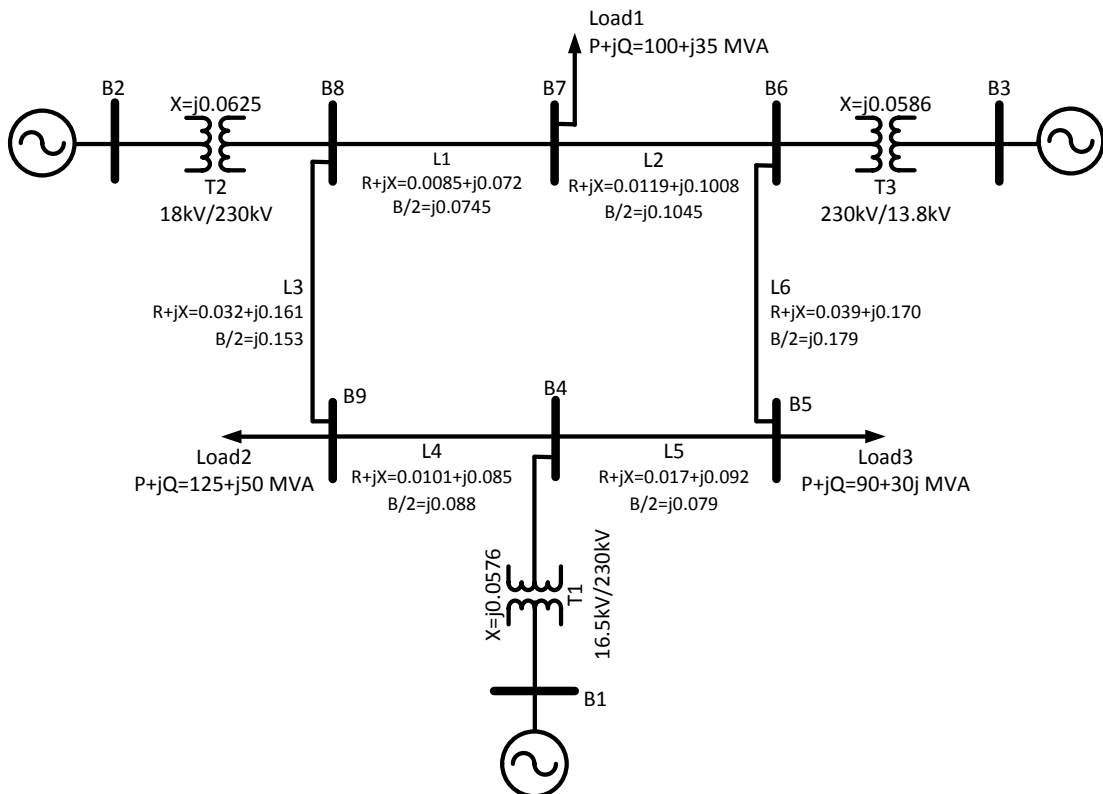 Load1
P+jQ=100+j35 MVA
B2
X=j0.0625
B8
B7
B6
X=j0.0586
B3
T2
18kV/230kV
L1
R+jX=0.0085+j0.072
B/2=j0.0745
L2
R+jX=0.0119+j0.1008
B/2=j0.1045
T3
230kV/13.8kV
L3
R+jX=0.032+j0.161
B/2=j0.153
L6
R+jX=0.039+j0.170
B/2=j0.179
B9
B4
B5
Load2
P+jQ=125+j50 MVA
L4
R+jX=0.0101+j0.085
B/2=j0.088
L5
R+jX=0.017+j0.092
B/2=j0.079
Load3
P+jQ=90+30j MVA
X=j0.0576
T1
16.5kV/230kV
B1